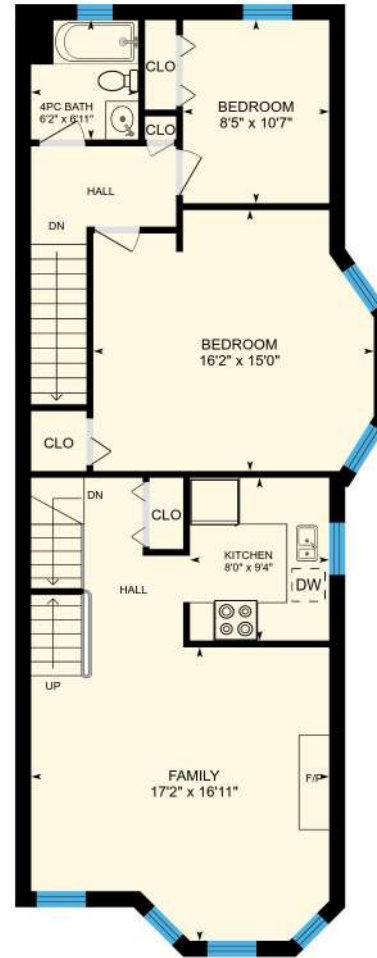 CLO
4PC BATH
6'2" x 6'11"
BEDROOM
8'5" x 10'7"
CLO
HALL
DN
BEDROOM
16'2" x 15'0"
CLO
DN
CLO
KITCHEN
8'0" x 9'4"
DW
HALL
UP
FAMILY
17'2" x 16'11"
F/P